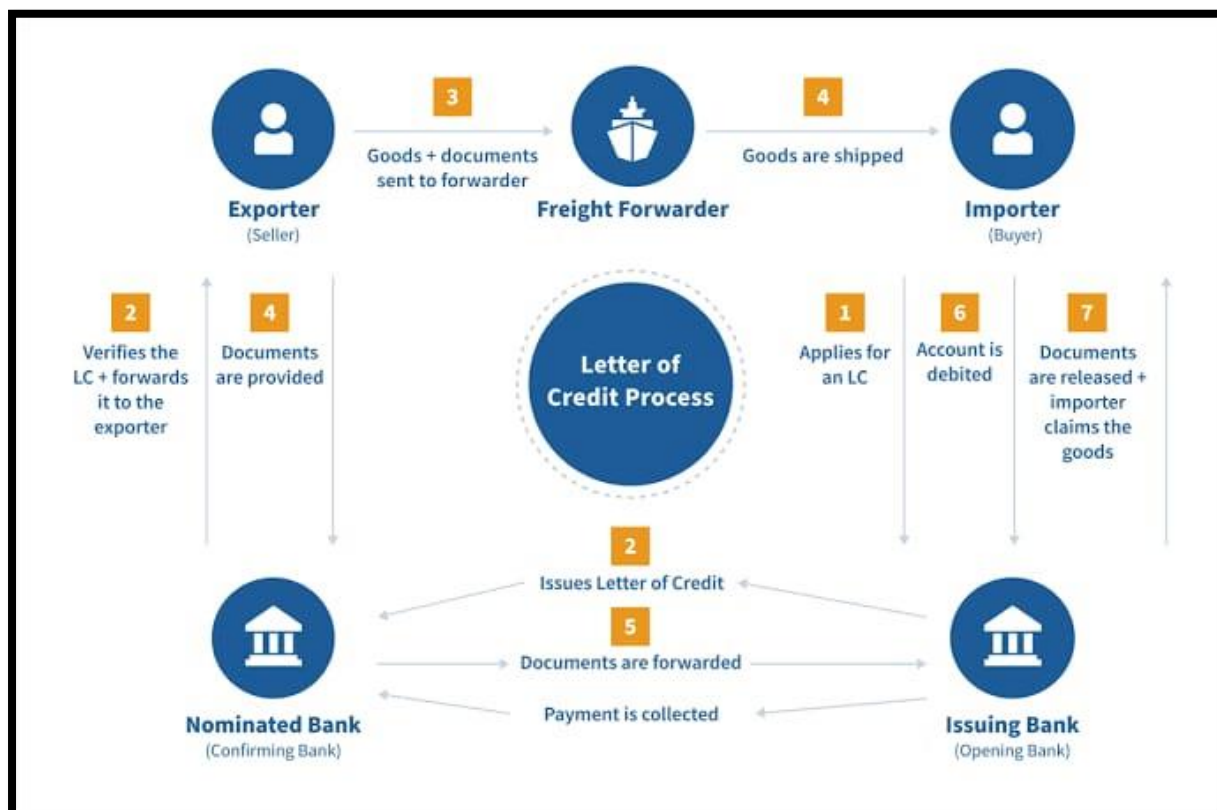 3
Goods + documents
sent to forwarder
4
Goods are shipped
Exporter
(Seller)
Freight Forwarder
Importer
(Buyer)
2
Verifies the
LC + forwards
it to the
exporter
4
Documents
are provided
Letter of
Credit Process
1
Applies for
an LC
6
Account is
debited
7
Documents
are released +
importer
claims the
goods
2
Issues Letter of Credit
5
Documents are forwarded
Payment is collected
Nominated Bank
(Confirming Bank)
Issuing Bank
(Opening Bank)